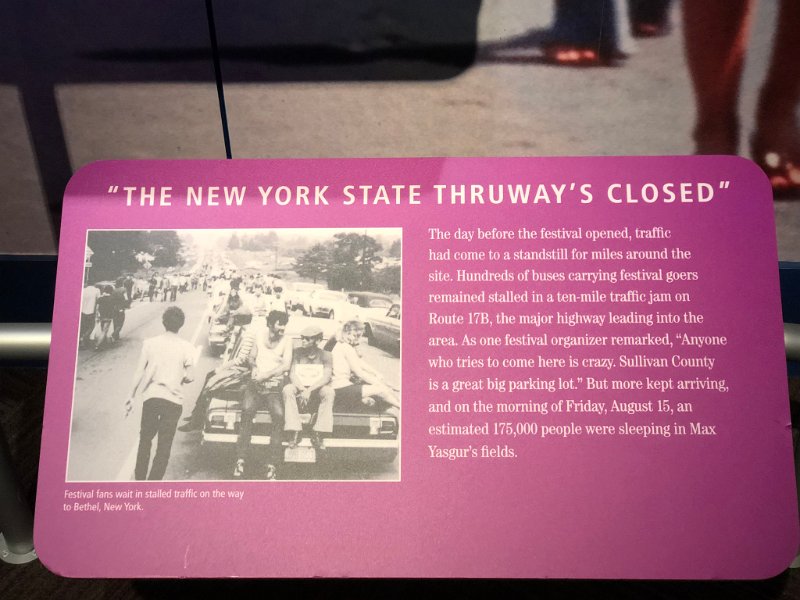 “THE NEW YORK STATE THRUWAY’S CLOSED”
The day before the festival opened, traffic
had come to a standstill for miles around the
site. Hundreds of buses carrying festival goers
remained stalled in a ten-mile traffic jam on
Route 17B, the major highway leading into the
area. As one festival organizer remarked, “Anyone
who tries to come here is crazy. Sullivan County
is a great big parking lot.” But more kept arriving,
and on the morning of Friday, August 15, an
estimated 175,000 people were sleeping in Max
Yasgur’s fields.
Festival fans wait in stalled traffic on the way
to Bethel, New York.